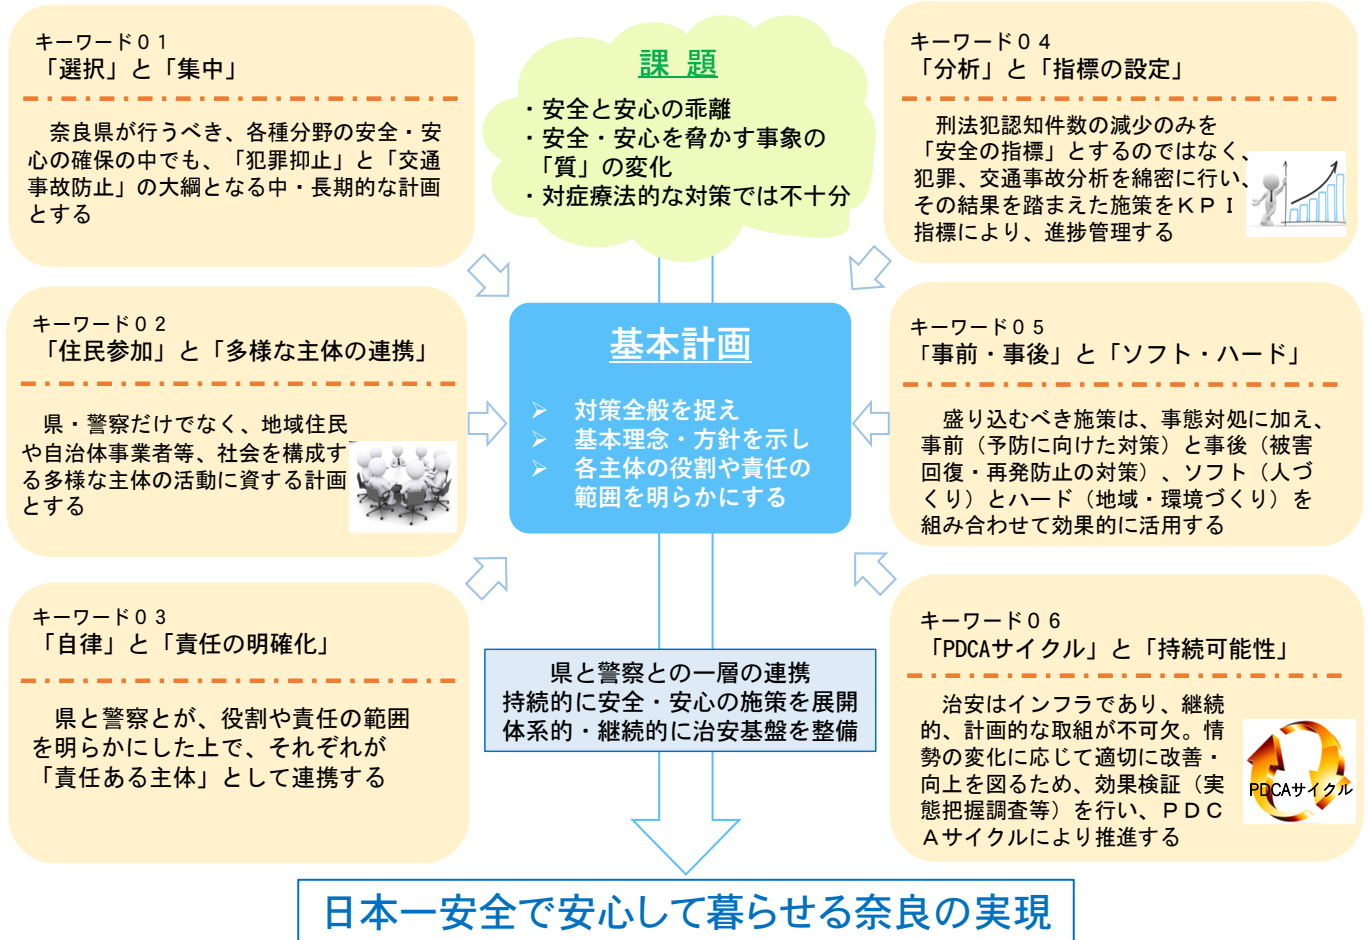 キーワード０１
「選択」と「集中」
奈良県が行うべき、各種分野の安全・安
心の確保の中でも、「犯罪抑止」と「交通
事故防止」の大綱となる中・長期的な計画
とする
キーワード０２
「住民参加」と「多様な主体の連携」
県・警察だけでなく、地域住民
や自治体事業者等、社会を構成す
る多様な主体の活動に資する計画
とする
キーワード０３
「自律」と「責任の明確化」
県と警察とが、役割や責任の範囲
を明らかにした上で、それぞれが
「責任ある主体」として連携する
課 題
・安全と安心の乖離
・安全・安心を脅かす事象の
「質」の変化
・対症療法的な対策では不十分
基本計画
➢ 対策全般を捉え
➢ 基本理念・方針を示し
➢ 各主体の役割や責任の
範囲を明らかにする
県と警察との一層の連携
持続的に安全・安心の施策を展開
体系的・継続的に治安基盤を整備
キーワード０４
「分析」と「指標の設定」
刑法犯認知件数の減少のみを
「安全の指標」とするのではなく、
犯罪、交通事故分析を綿密に行い、
その結果を踏まえた施策をＫＰＩ
指標により、進捗管理する
キーワード０５
「事前・事後」と「ソフト・ハード」
盛り込むべき施策は、事態対処に加え、
事前（予防に向けた対策）と事後（被害
回復・再発防止の対策）、ソフト（人づ
くり）とハード（地域・環境づくり）を
組み合わせて効果的に活用する
キーワード０６
「PDCAサイクル」と「持続可能性」
治安はインフラであり、継続
的、計画的な取組が不可欠。情
勢の変化に応じて適切に改善・
向上を図るため、効果検証（実
態把握調査等）を行い、ＰＤＣ
Ａサイクルにより推進する
PDCAサイクル
日本一安全で安心して暮らせる奈良の実現